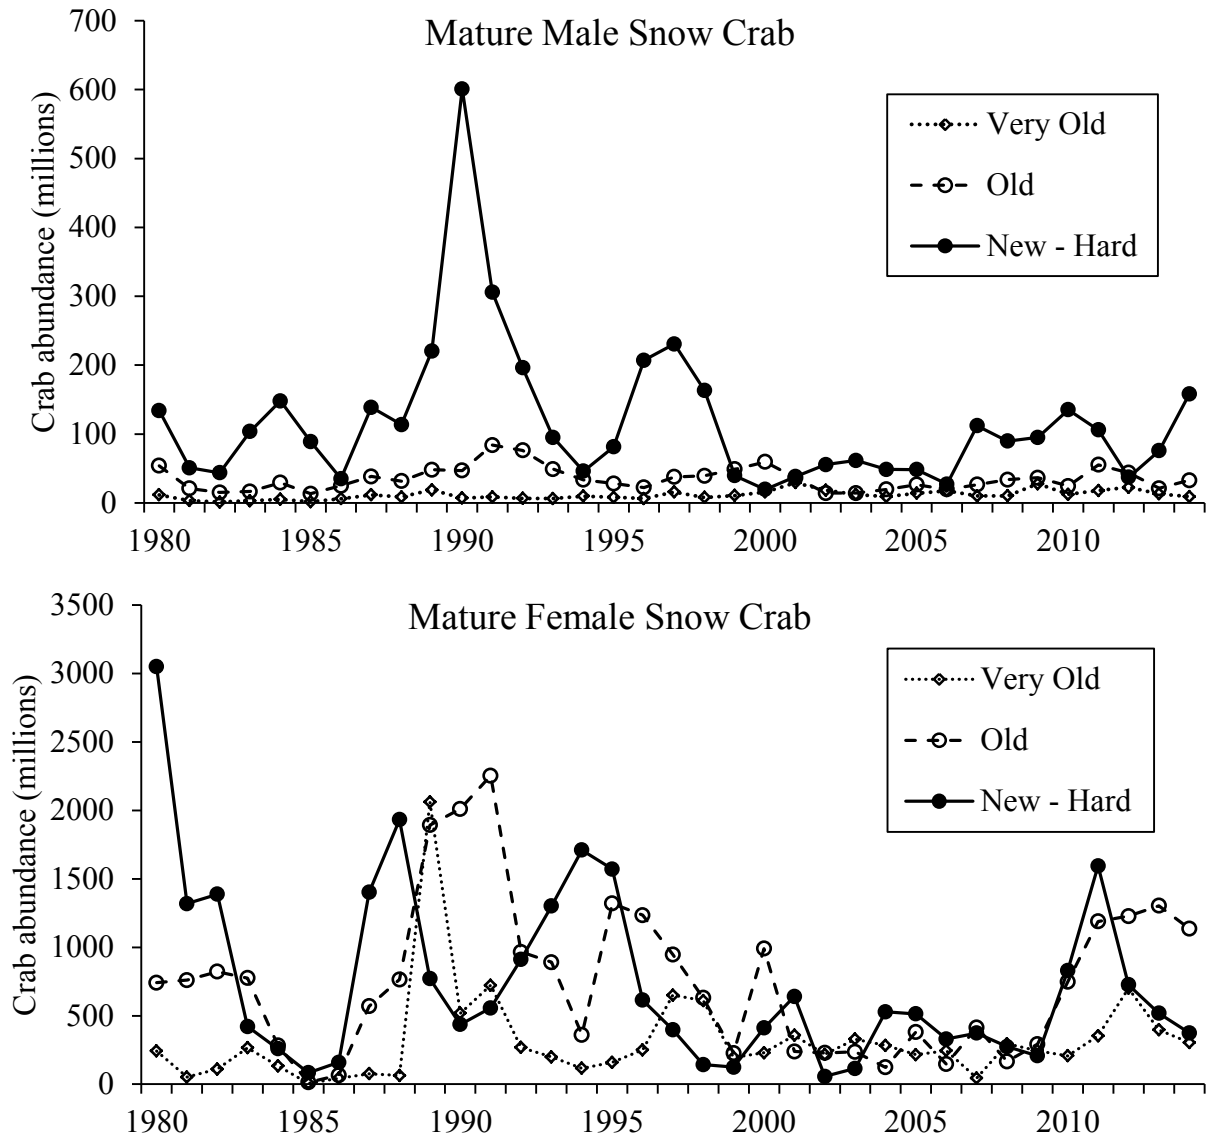 Mature Male Snow Crab
Crab abundance (millions)
700
600
500
400
300
200
100
0
Very Old
Old
New - Hard
1980 1985 1990 1995 2000 2005 2010
Mature Female Snow Crab
Crab abundance (millions)
3500
3000
2500
2000
1500
1000
500
0
Very Old
Old
New - Hard
1980 1985 1990 1995 2000 2005 2010